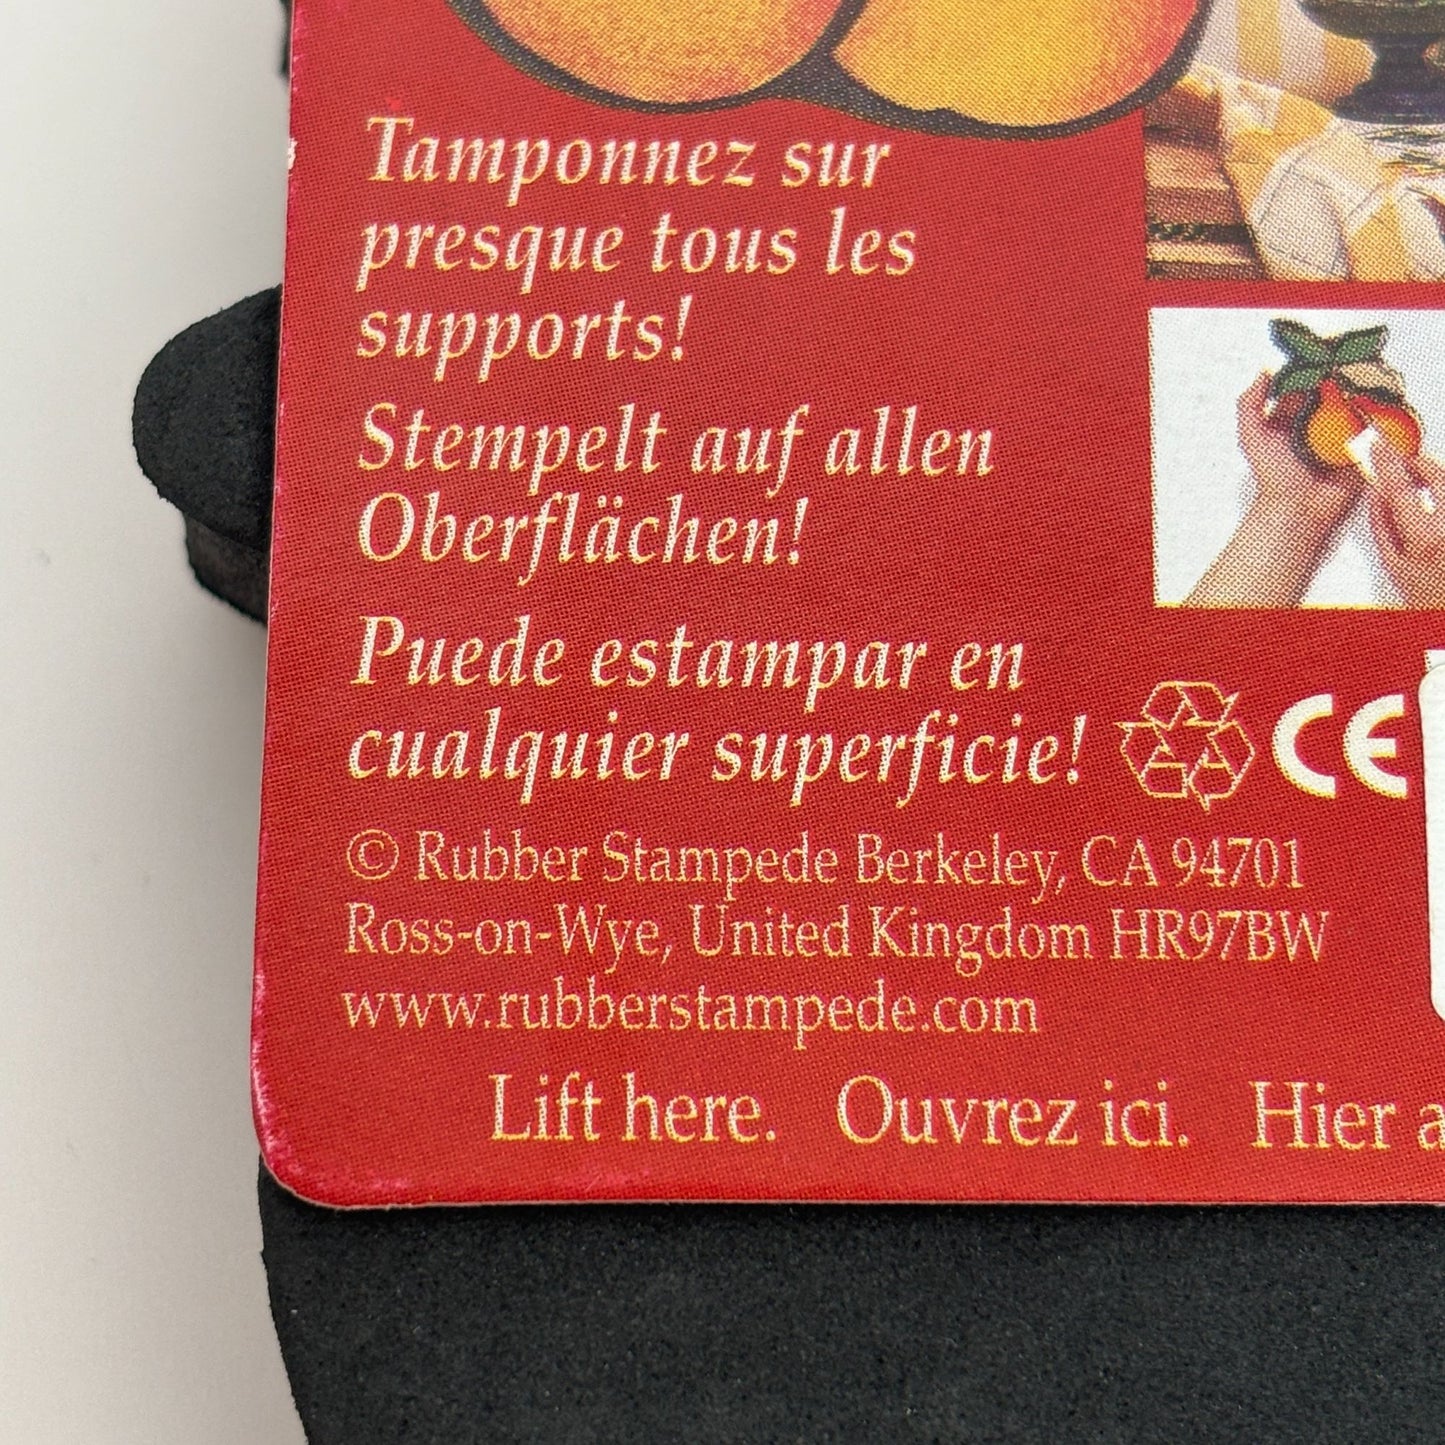 Tamponnez sur
presque tous les
supports!
Stempelt auf allen
Oberflächen!
Puede estampar en
cualquier superficie!
CE
© Rubber Stampede Berkeley, CA 94701
Ross-on-Wye, United Kingdom HR97BW
www.rubberstampede.com
Lift here. Ouvrez ici. Hier